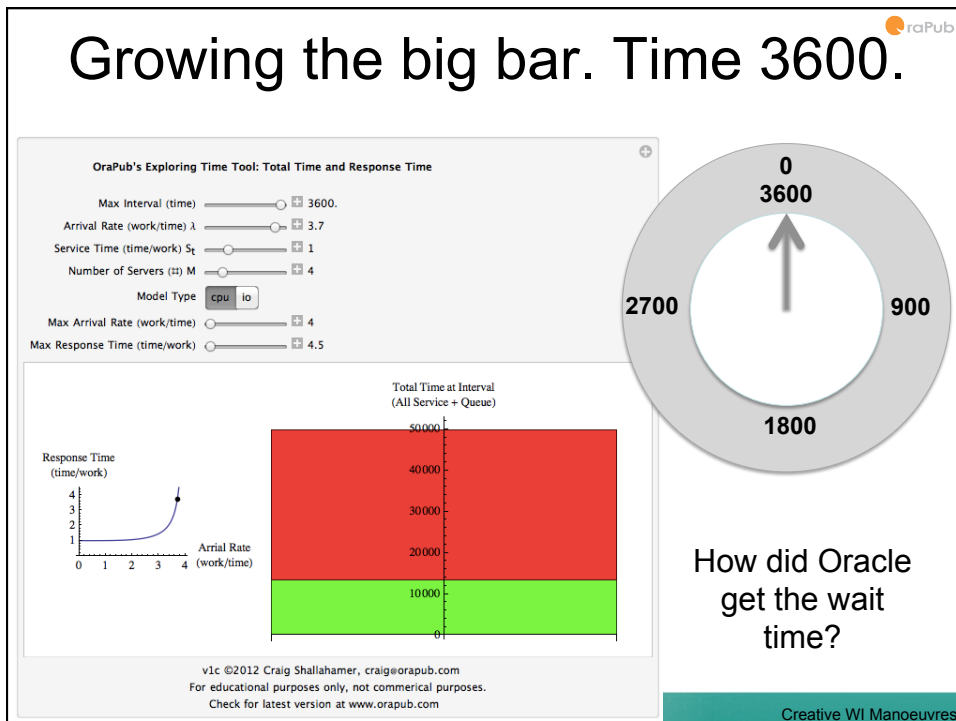 OraPub
Growing the big bar. Time 3600.
OraPub's Exploring Time Tool: Total Time and Response Time
Max Interval (time) 3600.
Arrival Rate (work/time) λ 3.7
Service Time (time/work) St 1
Number of Servers (#) M 4
Model Type cpu io
Max Arrival Rate (work/time) 4
Max Response Time (time/work) 4.5
Response Time
(time/work)
4
3
2
1
0 1 2 3 4
Arrial Rate
(work/time)
Total Time at Interval
(All Service + Queue)
50000
40000
30000
20000
10000
0
v1c ©2012 Craig Shallahamer, craig@orapub.com
For educational purposes only, not commerical purposes.
Check for latest version at www.orapub.com
0
3600
2700 900
1800
How did Oracle
get the wait
time?
Creative WI Manoeuvres